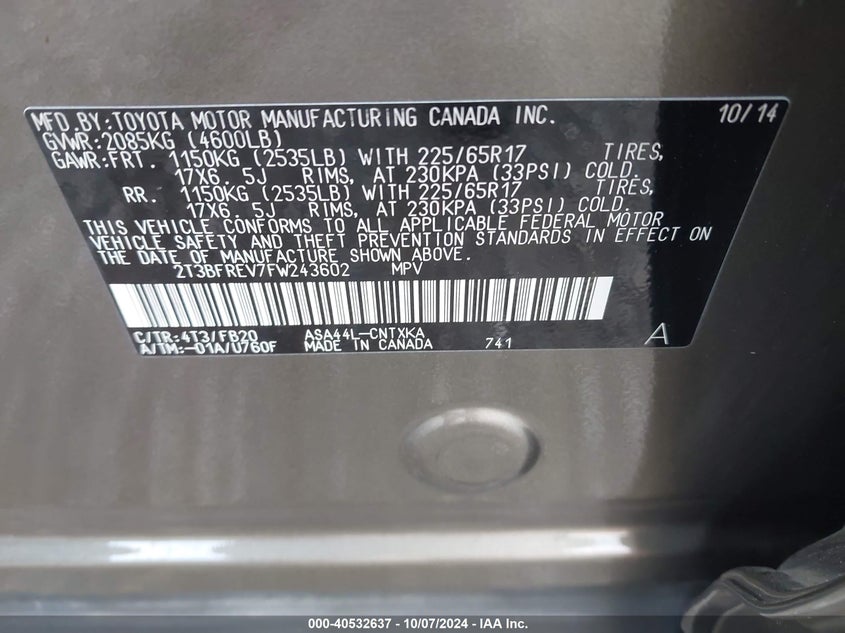 MFD.BY:TOYOTA MOTOR MANUFACTURING CANADA INC. 10/14
GVWR:2085KG (4600LB)
GAWR:FRT. 1150KG (2535LB) WITH 225/65R17 TIRES,
17X6.5J RIMS, AT 230KPA (33PSI) COLD.
RR. 1150KG (2535LB) WITH 225/65R17 TIRES,
17X6.5J RIMS, AT 230KPA (33PSI) COLD.
THIS VEHICLE CONFORMS TO ALL APPLICABLE FEDERAL MOTOR
VEHICLE SAFETY AND THEFT PREVENTION STANDARDS IN EFFECT ON
THE DATE OF MANUFACTURE SHOWN ABOVE.
2T3BFREV7FW243602 MPV
C/TR:4T3/FB20 ASA44L-CNTXKA
A/TM:-01A/U760F MADE IN CANADA 741 A
000-40532637 - 10/07/2024 - IAA Inc.